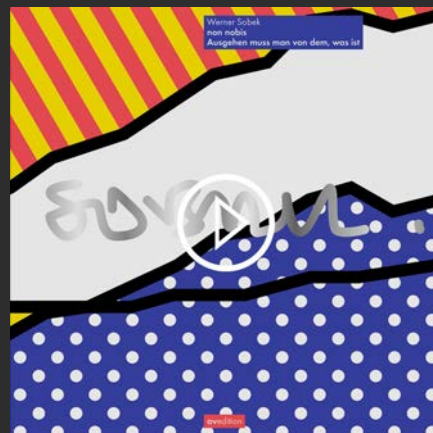 Werner Sobek
non nobis
Ausgehen muss man von dem, was ist
avedition